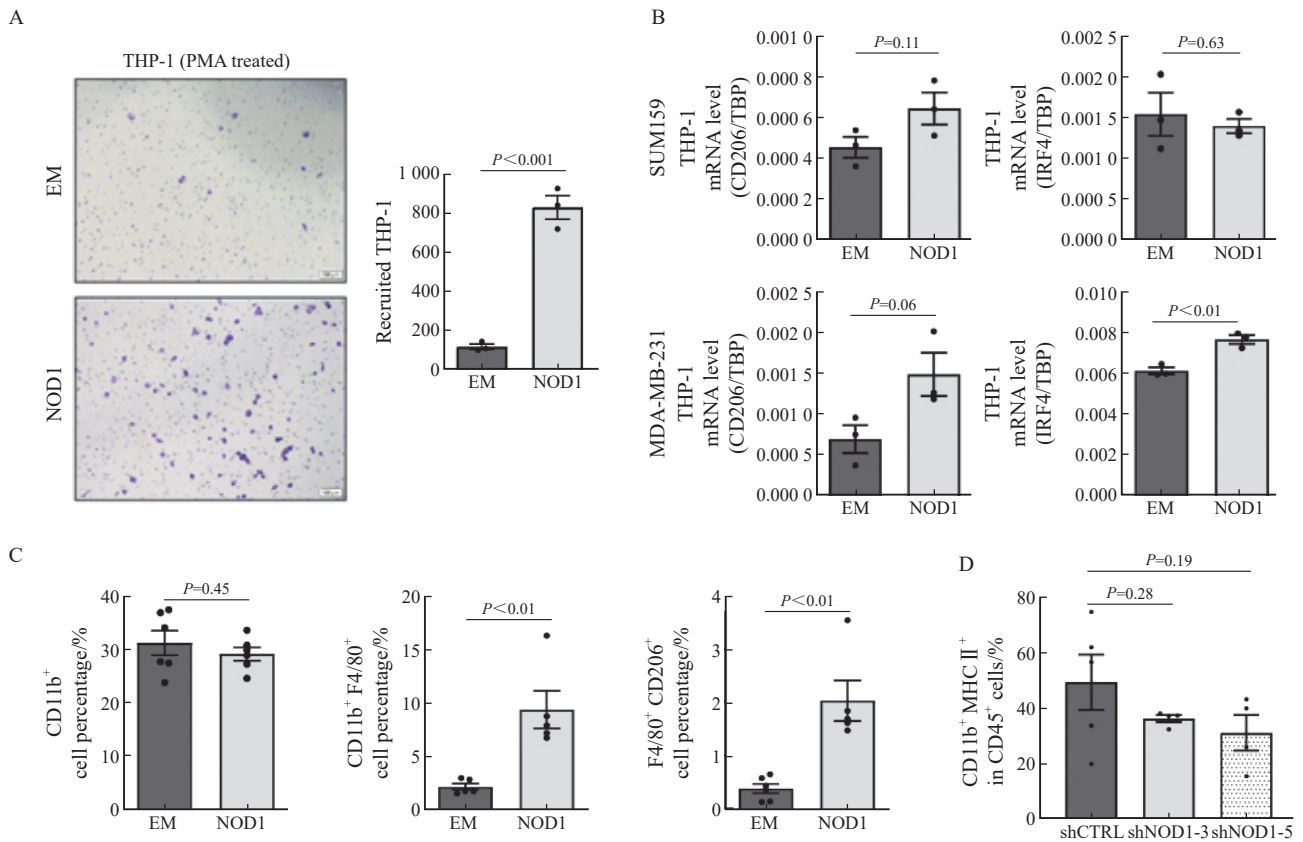 A
THP-1 (PMA treated)
EM
NOD1
Recruited THP-1
P<0.001
1 000
800
600
400
200
0
EM NOD1
B
SUM159
THP-1
mRNA level
(CD206/TBP)
P=0.11
0.001 0
0.000 8
0.000 6
0.000 4
0.000 2
0.000 0
EM NOD1
THP-1
mRNA level
(IRF4/TBP)
P=0.63
0.002 5
0.002 0
0.001 5
0.001 0
0.000 5
0.000 0
EM NOD1
MDA-MB-231
THP-1
mRNA level
(CD206/TBP)
P=0.06
0.002 5
0.002 0
0.001 5
0.001 0
0.000 5
0.000 0
EM NOD1
THP-1
mRNA level
(IRF4/TBP)
P<0.01
0.010
0.008
0.006
0.004
0.002
0.000
EM NOD1
C
CD11b⁺
cell percentage/%
P=0.45
40
30
20
10
0
EM NOD1
CD11b⁺ F4/80⁺
cell percentage/%
P<0.01
20
15
10
5
0
EM NOD1
F4/80⁺ CD206⁺
cell percentage/%
P<0.01
4
3
2
1
0
EM NOD1
D
CD11b⁺ MHC Ⅱ⁺
in CD45⁺ cells/%
P=0.19
P=0.28
80
60
40
20
0
shCTRL shNOD1-3 shNOD1-5